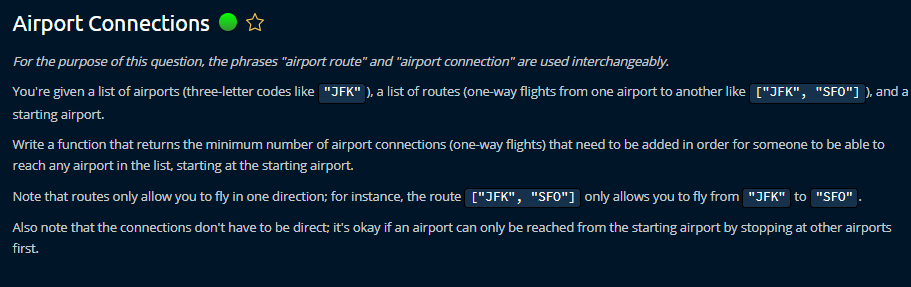 Airport Connections
For the purpose of this question, the phrases "airport route" and "airport connection" are used interchangeably.
You're given a list of airports (three-letter codes like "JFK"), a list of routes (one-way flights from one airport to another like ["JFK", "SFO"]), and a
starting airport.
Write a function that returns the minimum number of airport connections (one-way flights) that need to be added in order for someone to be able to
reach any airport in the list, starting at the starting airport.
Note that routes only allow you to fly in one direction; for instance, the route ["JFK", "SFO"] only allows you to fly from "JFK" to "SFO".
Also note that the connections don't have to be direct; it's okay if an airport can only be reached from the starting airport by stopping at other airports
first.